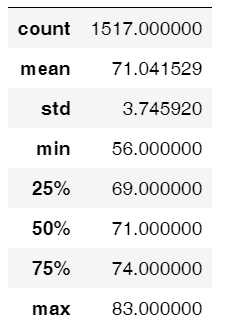 count 1517.000000
mean 71.041529
std 3.745920
min 56.000000
25% 69.000000
50% 71.000000
75% 74.000000
max 83.000000